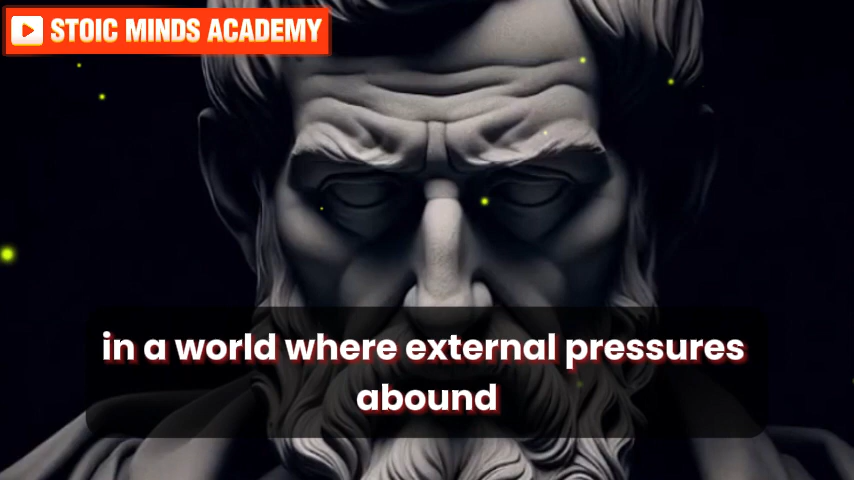 STOIC MINDS ACADEMY
in a world where external pressures
abound